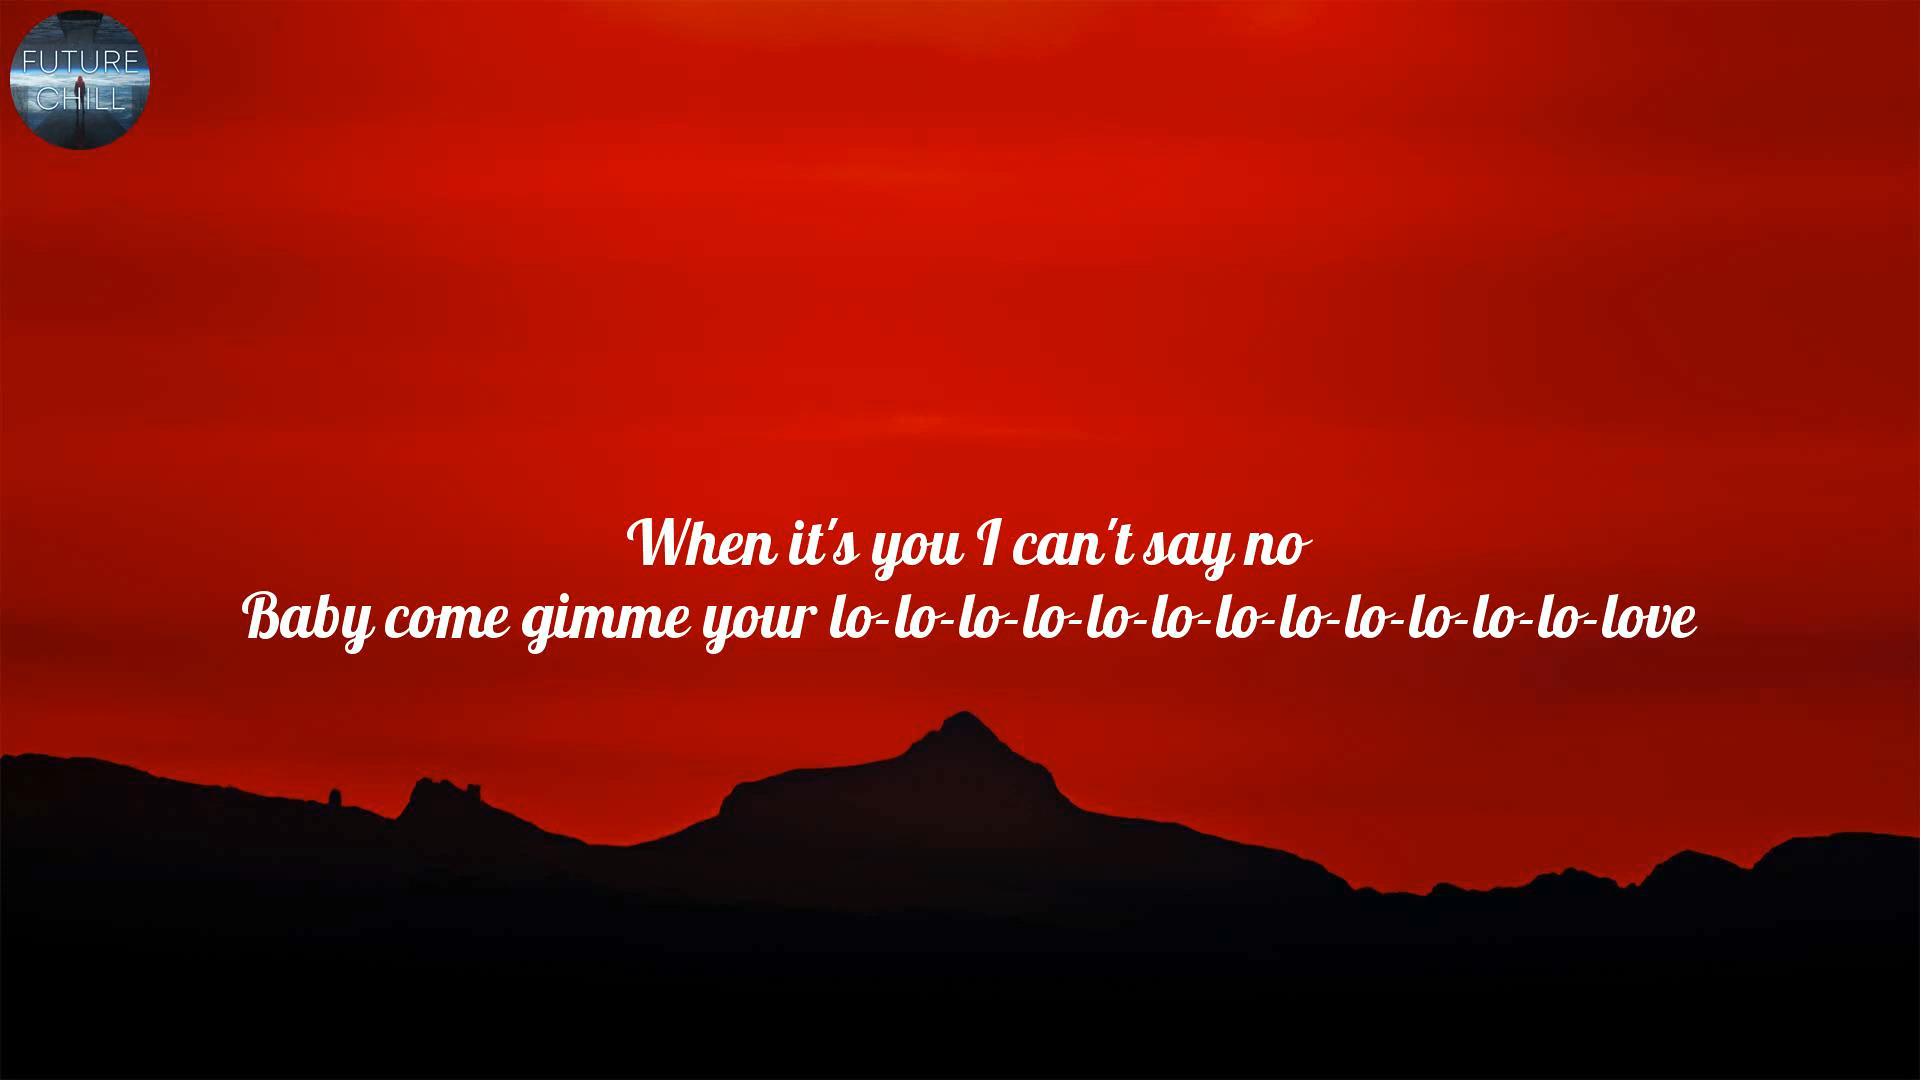 FUTURE
CHILL
When it's you I can't say no
Baby come gimme your lo-lo-lo-lo-lo-lo-lo-lo-lo-lo-lo-lo-love